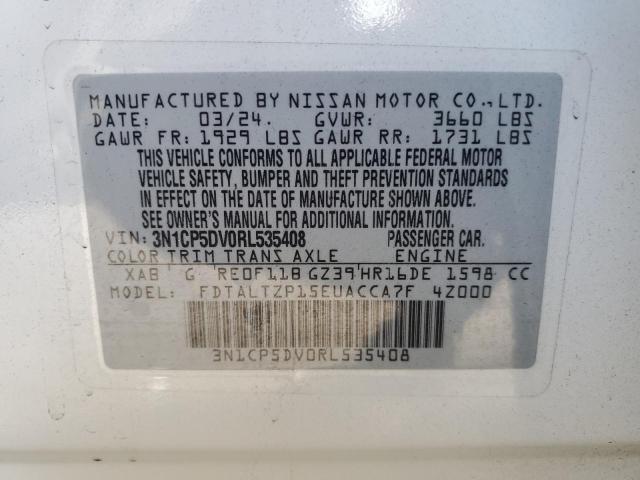 MANUFACTURED BY NISSAN MOTOR CO., LTD.
DATE: 03/24. GVWR: 3660 LBS
GAWR FR: 1929 LBS GAWR RR: 1731 LBS
THIS VEHICLE CONFORMS TO ALL APPLICABLE FEDERAL MOTOR
VEHICLE SAFETY, BUMPER AND THEFT PREVENTION STANDARDS
IN EFFECT ON THE DATE OF MANUFACTURE SHOWN ABOVE.
SEE OWNER'S MANUAL FOR ADDITIONAL INFORMATION.
VIN: 3N1CP5DV0RL535408 PASSENGER CAR.
COLOR TRIM TRANS AXLE ENGINE
XAB G RE0F11B GZ39 HR16DE 1598 CC
MODEL FDTALTZP15EUACCA7F 4Z000
3N1CP5DV0RL535408